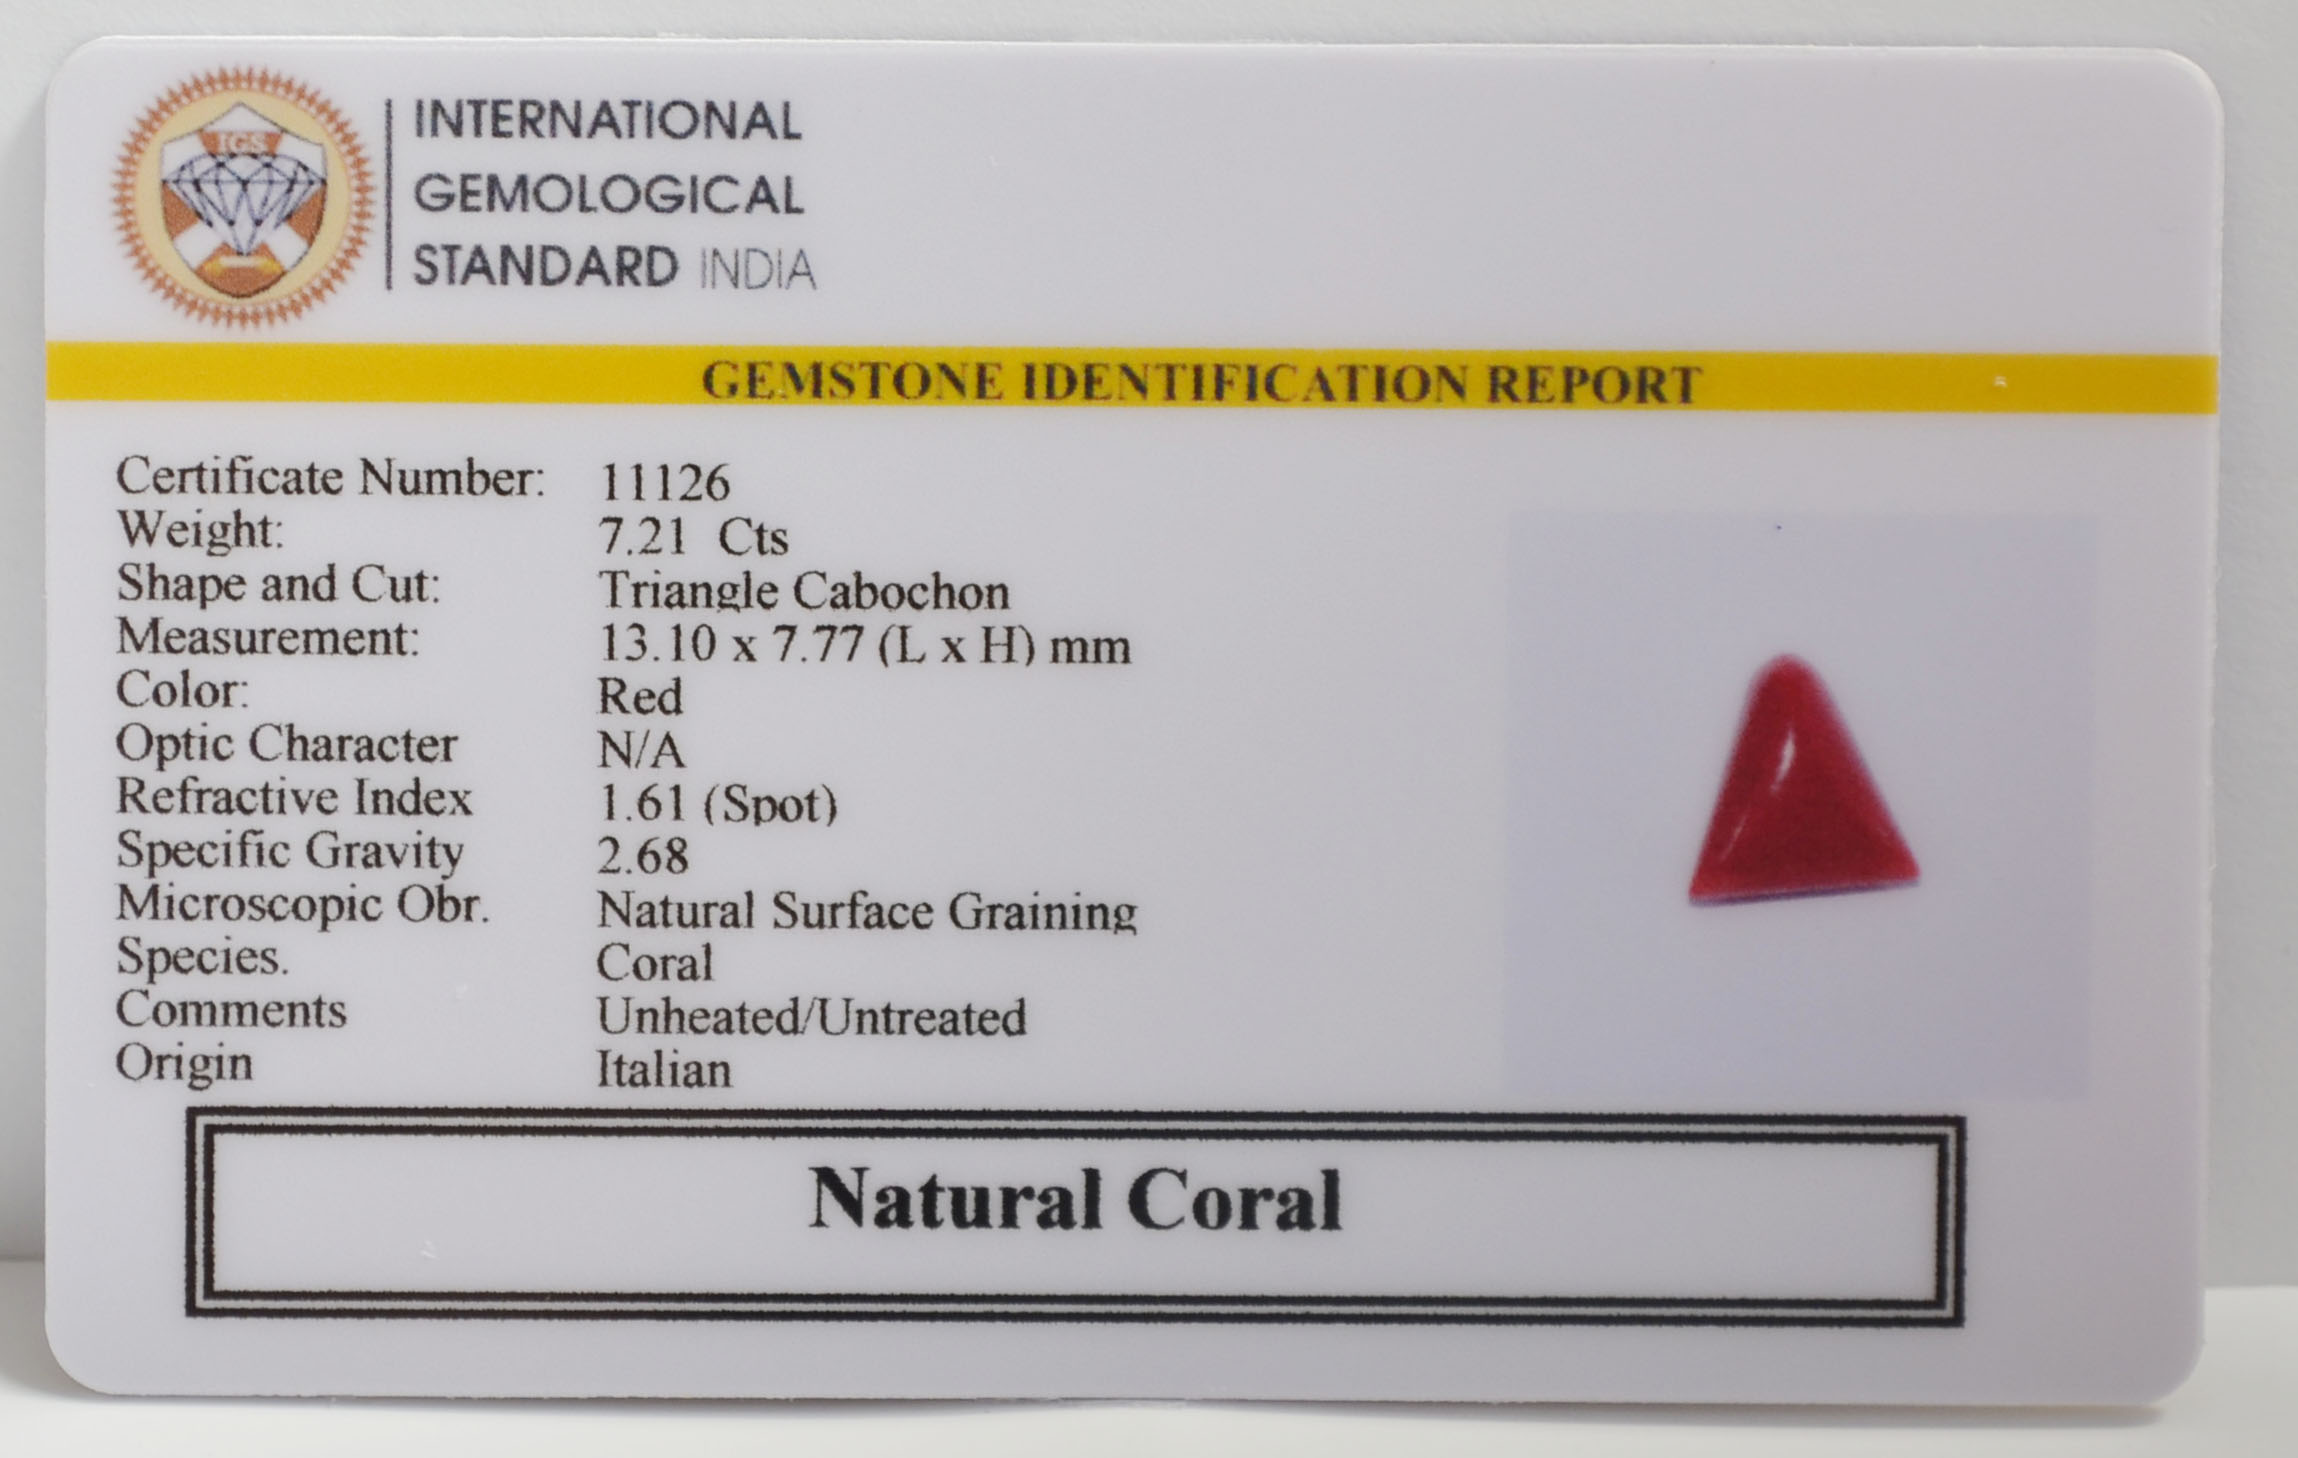 IGS
INTERNATIONAL
GEMOLOGICAL
STANDARD INDIA
GEMSTONE IDENTIFICATION REPORT
Certificate Number: 11126
Weight: 7.21 Cts
Shape and Cut: Triangle Cabochon
Measurement: 13.10 x 7.77 (L x H) mm
Color: Red
Optic Character N/A
Refractive Index 1.61 (Spot)
Specific Gravity 2.68
Microscopic Obr. Natural Surface Graining
Species. Coral
Comments Unheated/Untreated
Origin Italian
Natural Coral